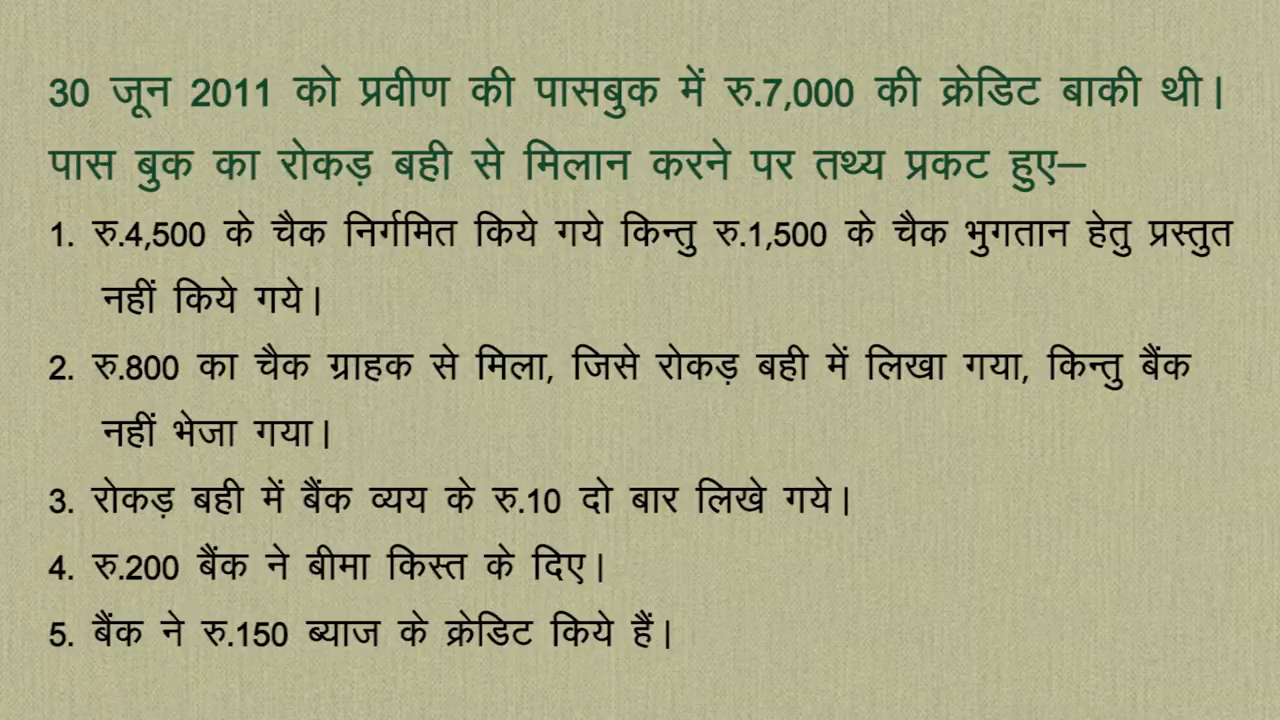 30 जून 2011 को प्रवीण की पासबुक में रु.7,000 की क्रेडिट बाकी थी।
पास बुक का रोकड़ बही से मिलान करने पर तथ्य प्रकट हुए–
1. रु.4,500 के चैक निर्गमित किये गये किन्तु रु.1,500 के चैक भुगतान हेतु प्रस्तुत
नहीं किये गये।
2. रु.800 का चैक ग्राहक से मिला, जिसे रोकड़ बही में लिखा गया, किन्तु बैंक
नहीं भेजा गया।
3. रोकड़ बही में बैंक व्यय के रु.10 दो बार लिखे गये।
4. रु.200 बैंक ने बीमा किस्त के दिए।
5. बैंक ने रु.150 ब्याज के क्रेडिट किये हैं।